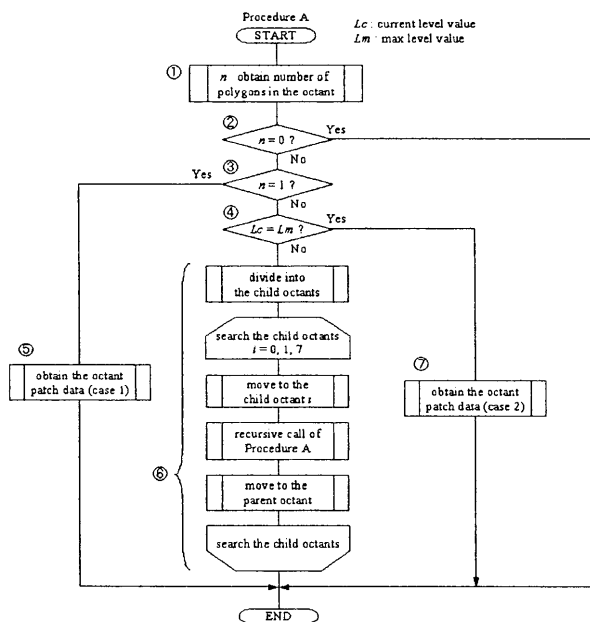 Procedure A
START
Lc : current level value
Lm : max level value
①
n  obtain number of
polygons in the octant
②
n = 0 ?
Yes
No
③
Yes
n = 1 ?
No
④
Lc = Lm ?
Yes
No
divide into
the child octants
search the child octants
i = 0, 1, 7
⑤
obtain the octant
patch data (case 1)
move to the
child octant i
⑦
obtain the octant
patch data (case 2)
recursive call of
Procedure A
⑥
move to the
parent octant
search the child octants
END